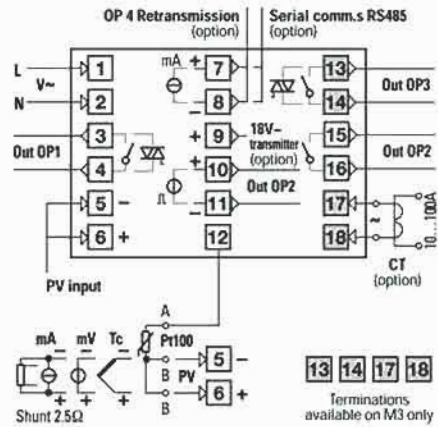 OP 4 Retransmission
(option)
Serial comm.s RS485
(option)
L
V~
N
Out OP1
PV input
1
2
3
4
5 -
6 +
mA
+ 7
- 8
+ 9
18V-
transmitter
(option)
+ 10
Out OP2
- 11
12
13
14
Out OP3
15
16
Out OP2
17
18
~
10...100A
CT
(option)
mA
mV
Tc
- - -
+ + +
Shunt 2.5Ω
A
Pt100
B
PV
B
5 -
6 +
13 14 17 18
Terminations
available on M3 only